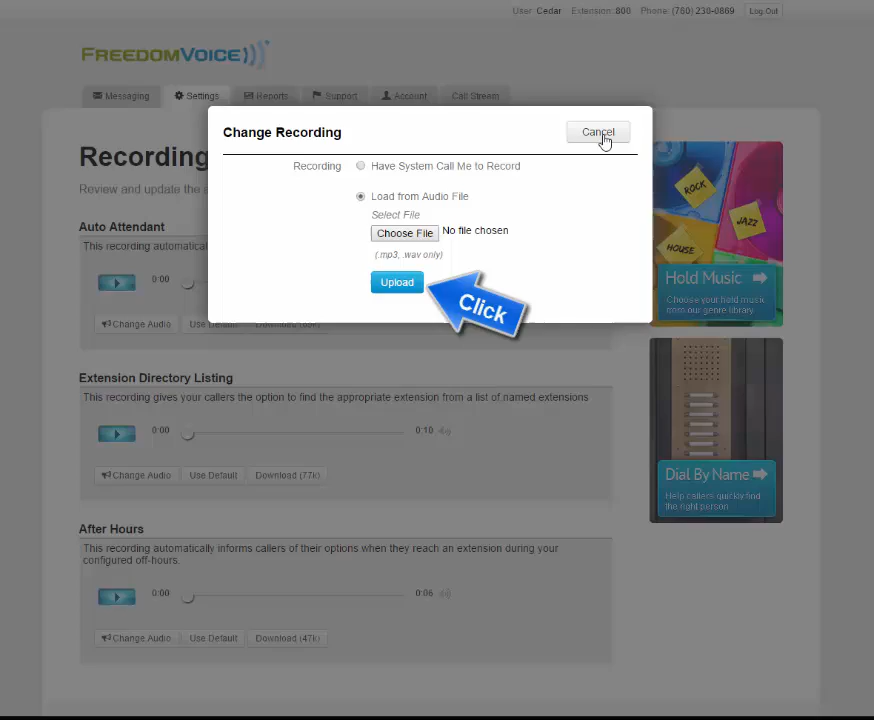 User: Cedar Extension: 800 Phone: (760) 230-0869 Log Out
FREEDOMVOICE
Messaging Settings Reports Support Account Call Stream
Change Recording Cancel
Recording Have System Call Me to Record
Load from Audio File
Select File
Choose File No file chosen
(.mp3, .wav only)
Upload
Click
Recording
Review and update the
Auto Attendant
This recording automatica
0:00
Change Audio Use Default Download
Extension Directory Listing
This recording gives your callers the option to find the appropriate extension from a list of named extensions
0:00 0:10
Change Audio Use Default Download (77k)
After Hours
This recording automatically informs callers of their options when they reach an extension during your
configured off-hours.
0:00 0:06
Change Audio Use Default Download (47k)
ROCK
JAZZ
HOUSE
Hold Music
Choose your hold music
from our genre library
Dial By Name
Help callers quickly find
the right person